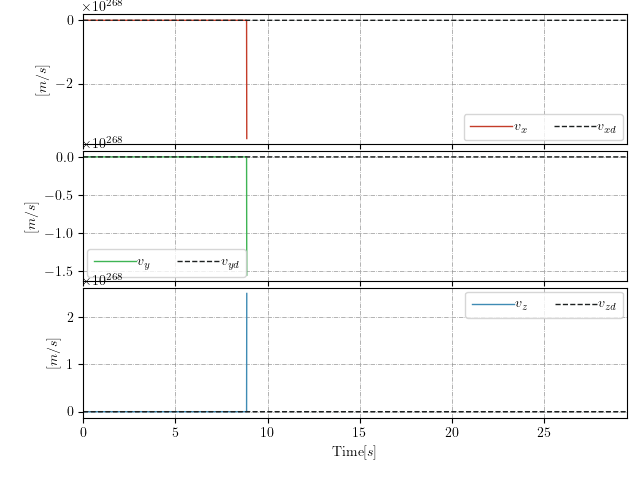 ×10^268
0
−2
[m/s]
v_x v_xd
×10^268
0.0
−0.5
−1.0
−1.5
[m/s]
v_y v_yd
×10^268
2
1
0
[m/s]
v_z v_zd
0 5 10 15 20 25
Time[s]